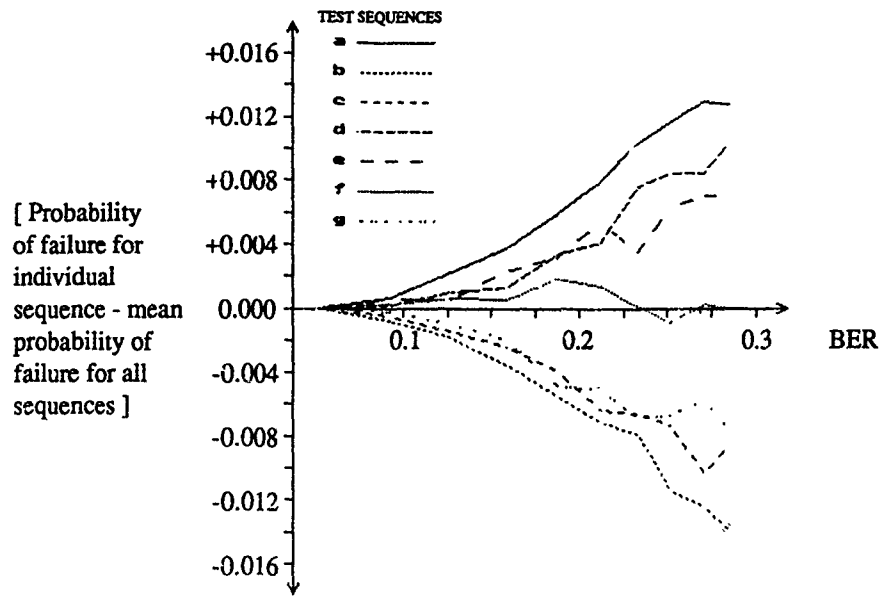 TEST SEQUENCES
a
b
c
d
e
f
g
+0.016
+0.012
+0.008
+0.004
0.000
-0.004
-0.008
-0.012
-0.016
[ Probability
of failure for
individual
sequence - mean
probability of
failure for all
sequences ]
0.1
0.2
0.3
BER